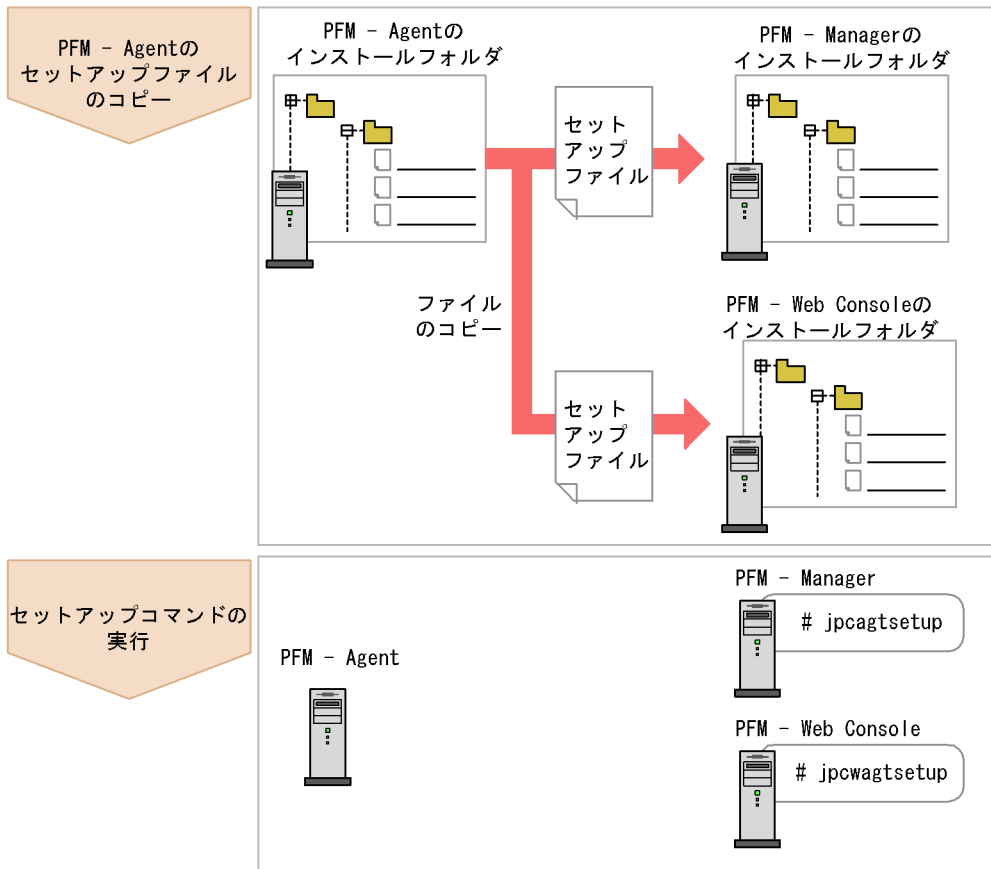 PFM - Agentの
セットアップファイル
のコピー
PFM - Agentの
インストールフォルダ
PFM - Managerの
インストールフォルダ
セット
アップ
ファイル
ファイル
のコピー
PFM - Web Consoleの
インストールフォルダ
セット
アップ
ファイル
セットアップコマンドの
実行
PFM - Agent
PFM - Manager
# jpcagtsetup
PFM - Web Console
# jpcwagtsetup